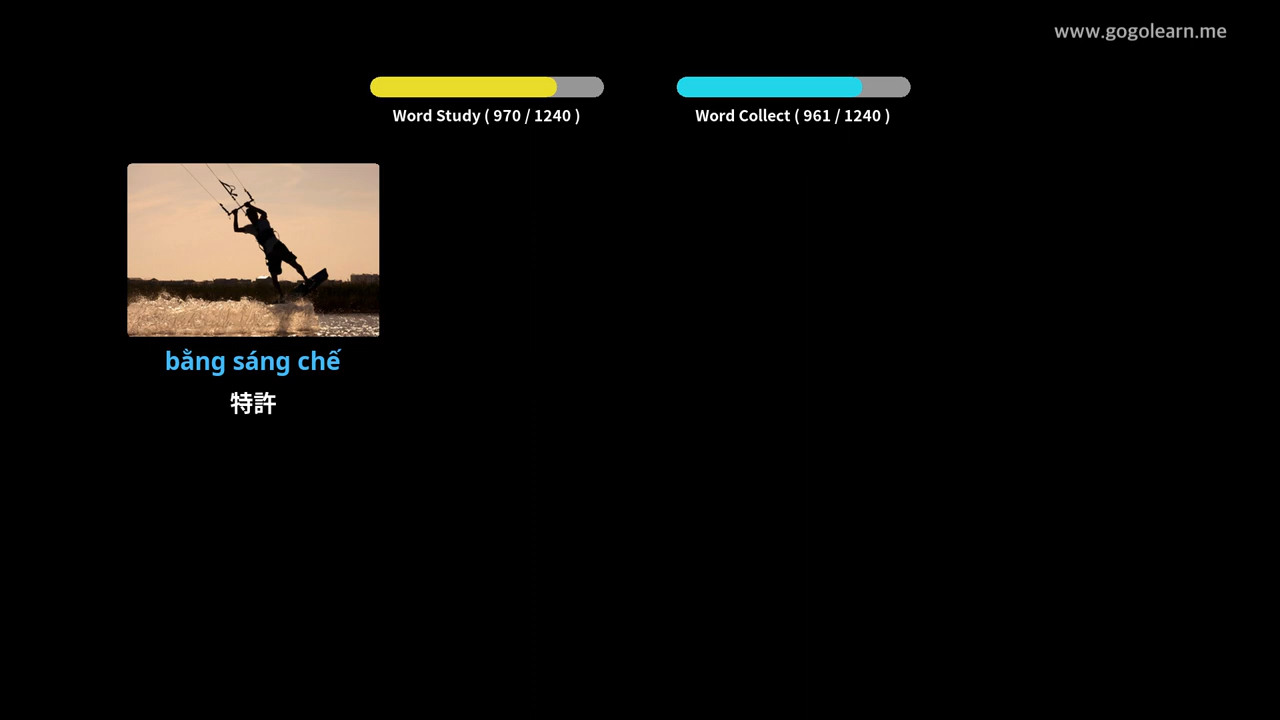 www.gogolearn.me
Word Study ( 970 / 1240 )
Word Collect ( 961 / 1240 )
bằng sáng chế
特許